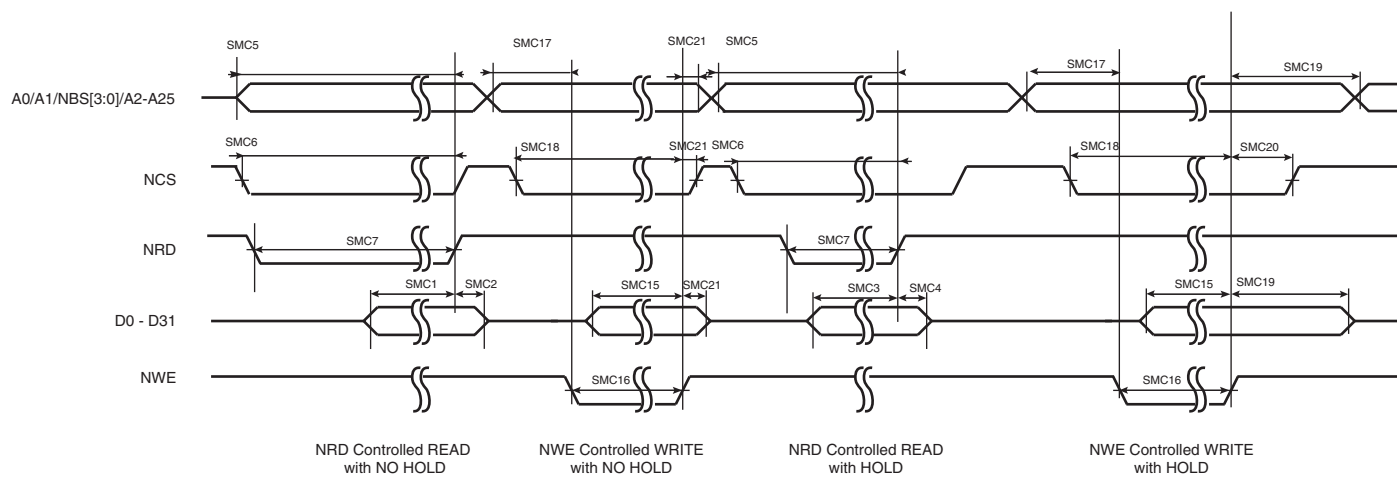 SMC5
SMC17
SMC21
SMC5
SMC17
SMC19
A0/A1/NBS[3:0]/A2-A25
SMC6
SMC18
SMC21
SMC6
SMC18
SMC20
NCS
SMC7
SMC7
NRD
SMC1
SMC2
SMC15
SMC21
SMC3
SMC4
SMC15
SMC19
D0 - D31
NWE
SMC16
SMC16
NRD Controlled READ
with NO HOLD
NWE Controlled WRITE
with NO HOLD
NRD Controlled READ
with HOLD
NWE Controlled WRITE
with HOLD